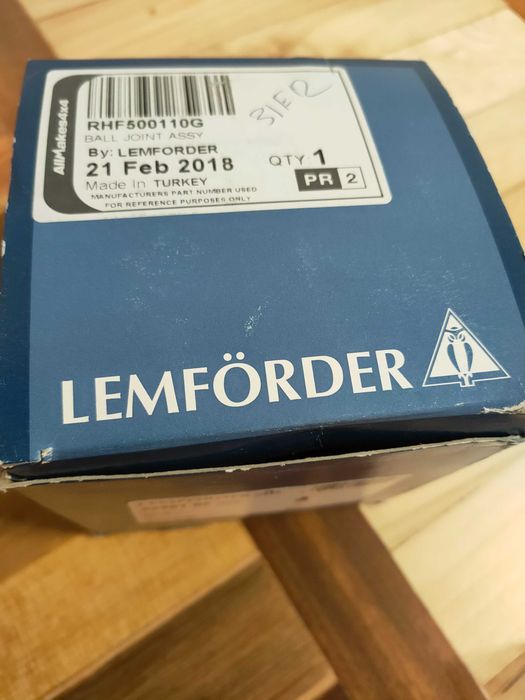 AllMakes4x4
RHF500110G
BALL JOINT ASSY
By: LEMFORDER
21 Feb 2018
QTY 1
Made In TURKEY
PR 2
MANUFACTURERS PART NUMBER USED
FOR REFERENCE PURPOSES ONLY
LEMFÖRDER